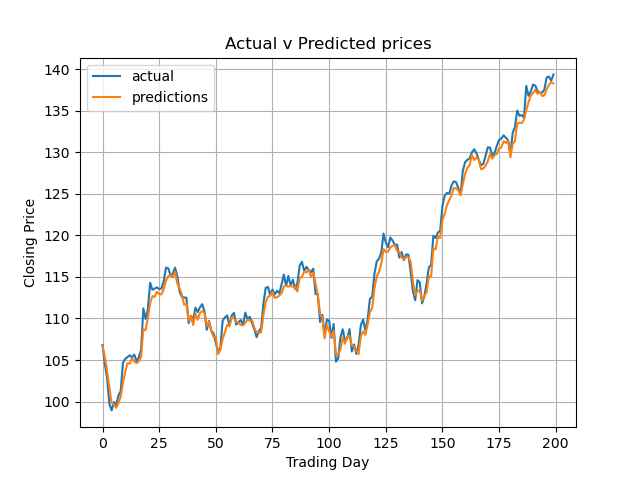 Actual v Predicted prices
actual
predictions
140
135
130
125
120
115
110
105
100
Closing Price
0 25 50 75 100 125 150 175 200
Trading Day